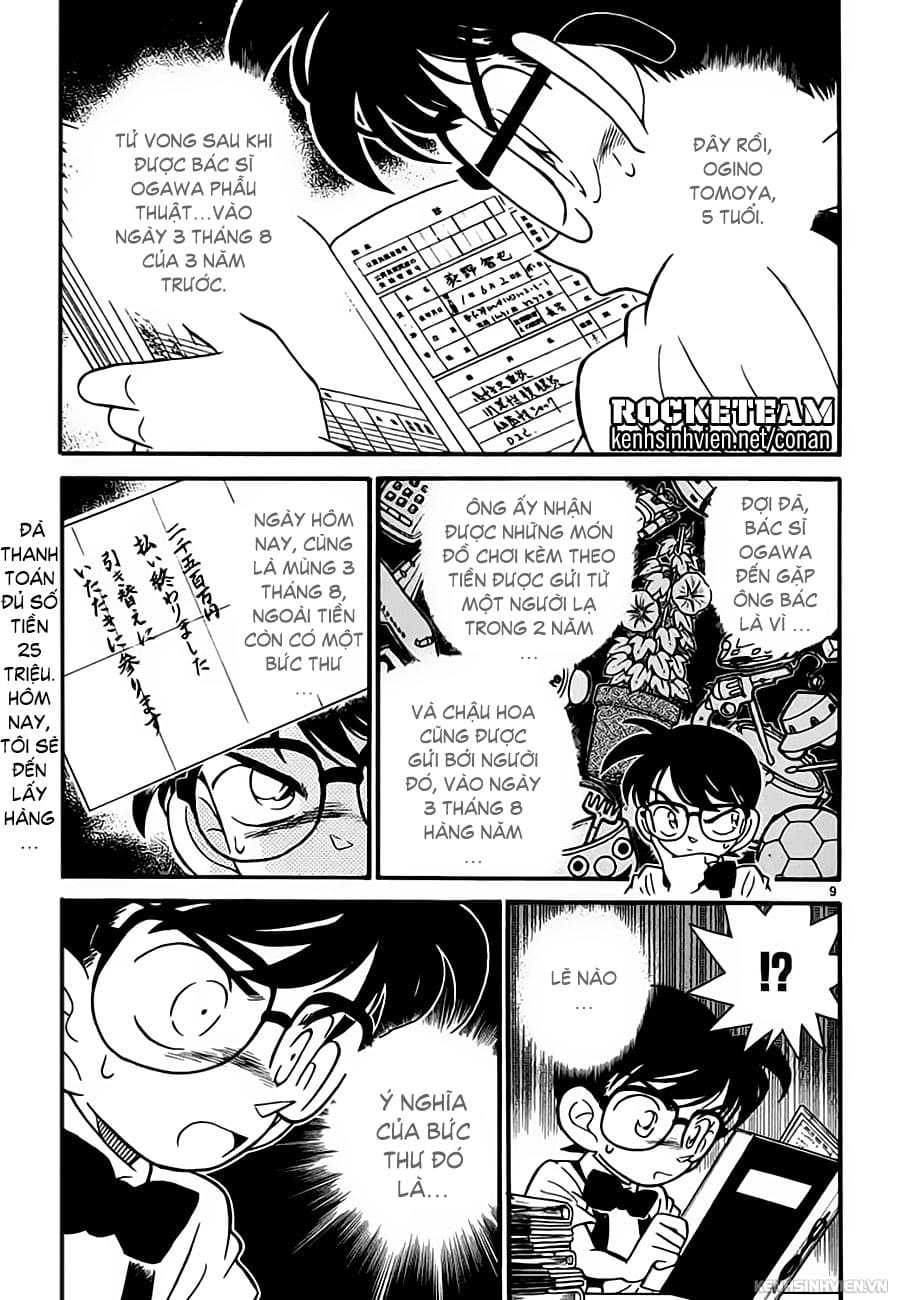 ĐÂY RỒI,
OGINO
TOMOYA,
5 TUỔI.
TỬ VONG SAU KHI
ĐƯỢC BÁC SĨ
OGAWA PHẪU
THUẬT...VÀO
NGÀY 3 THÁNG 8
CỦA 3 NĂM
TRƯỚC.
荻野智也
ROCKETEAM
kenhsinhvien.net/conan
ĐỢI ĐÃ,
BÁC SĨ
OGAWA
ĐẾN GẶP
ÔNG BÁC
LÀ VÌ ...
ÔNG ẤY NHẬN
ĐƯỢC NHỮNG MÓN
ĐỒ CHƠI KÈM THEO
TIỀN ĐƯỢC GỬI TỪ
MỘT NGƯỜI LẠ
TRONG 2 NĂM
...
VÀ CHẬU HOA
CŨNG ĐƯỢC
GỬI BỞI NGƯỜI
ĐÓ, VÀO NGÀY
3 THÁNG 8
HÀNG NĂM
...
9
NGÀY HÔM
NAY, CŨNG
LÀ MÙNG 3
THÁNG 8,
NGOÀI TIỀN
CÒN CÓ MỘT
BỨC THƯ
...
二千五百万円
払い終わりました
引き替えに
いただきに参ります
ĐÃ
THANH
TOÁN
ĐỦ SỐ
TIỀN
25
TRIỆU.
HÔM
NAY,
TÔI SẼ
ĐẾN
LẤY
HÀNG
...
!?
LẼ NÀO
...
Ý NGHĨA
CỦA BỨC
THƯ ĐÓ
LÀ...
KENHSINHVIEN.VN